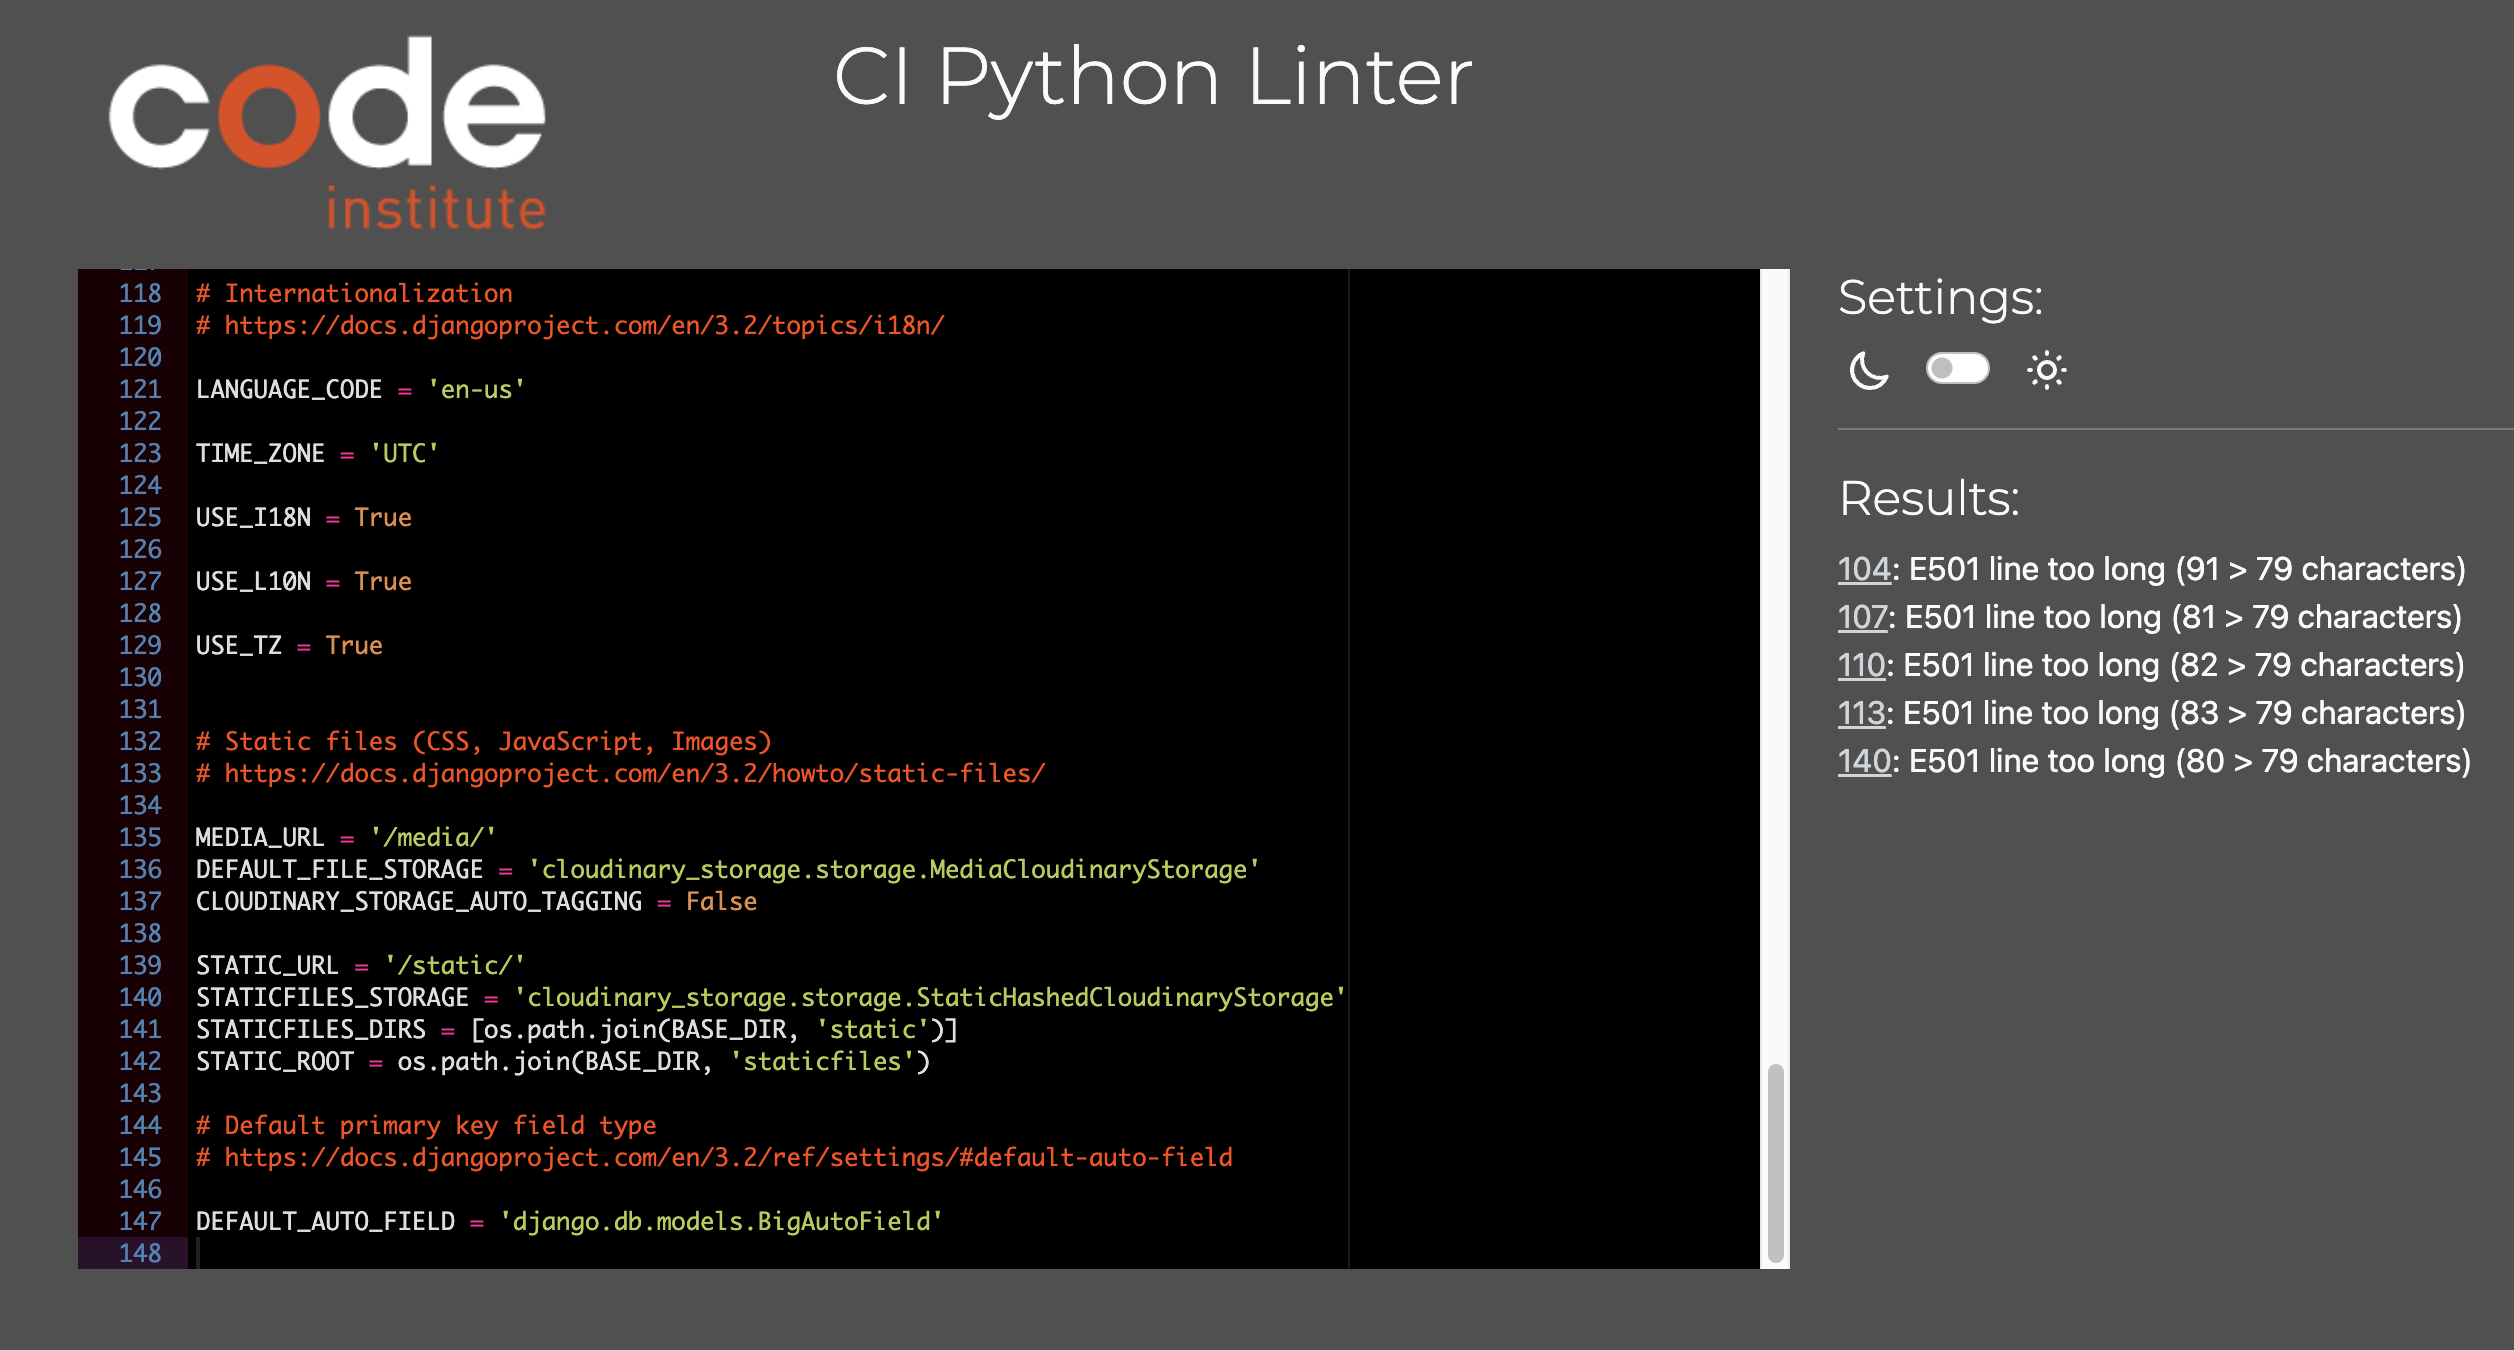 code
institute
CI Python Linter
118 # Internationalization
119 # https://docs.djangoproject.com/en/3.2/topics/i18n/
120
121 LANGUAGE_CODE = 'en-us'
122
123 TIME_ZONE = 'UTC'
124
125 USE_I18N = True
126
127 USE_L10N = True
128
129 USE_TZ = True
130
131
132 # Static files (CSS, JavaScript, Images)
133 # https://docs.djangoproject.com/en/3.2/howto/static-files/
134
135 MEDIA_URL = '/media/'
136 DEFAULT_FILE_STORAGE = 'cloudinary_storage.storage.MediaCloudinaryStorage'
137 CLOUDINARY_STORAGE_AUTO_TAGGING = False
138
139 STATIC_URL = '/static/'
140 STATICFILES_STORAGE = 'cloudinary_storage.storage.StaticHashedCloudinaryStorage'
141 STATICFILES_DIRS = [os.path.join(BASE_DIR, 'static')]
142 STATIC_ROOT = os.path.join(BASE_DIR, 'staticfiles')
143
144 # Default primary key field type
145 # https://docs.djangoproject.com/en/3.2/ref/settings/#default-auto-field
146
147 DEFAULT_AUTO_FIELD = 'django.db.models.BigAutoField'
148
Settings:
Results:
104: E501 line too long (91 > 79 characters)
107: E501 line too long (81 > 79 characters)
110: E501 line too long (82 > 79 characters)
113: E501 line too long (83 > 79 characters)
140: E501 line too long (80 > 79 characters)